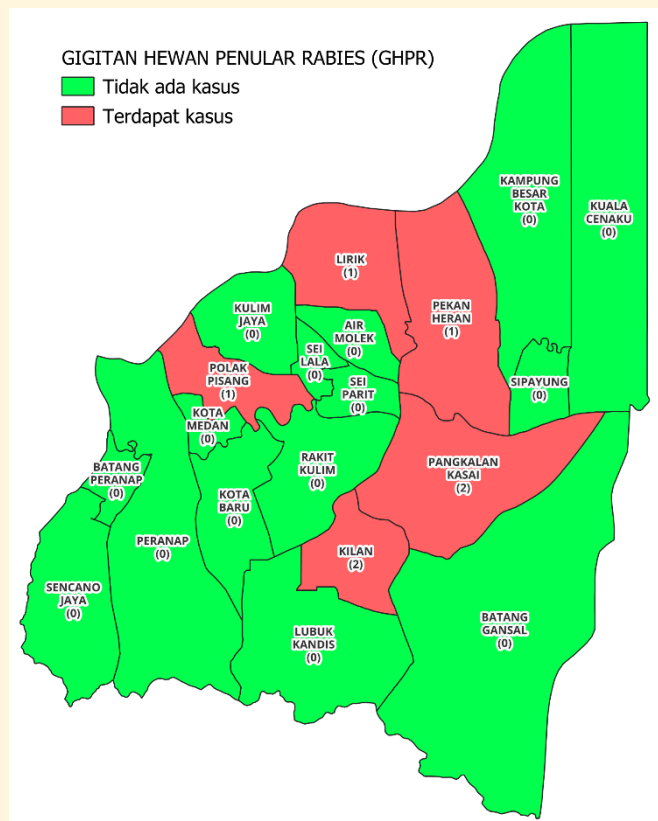 GIGITAN HEWAN PENULAR RABIES (GHPR)
Tidak ada kasus
Terdapat kasus
KAMPUNG
BESAR
KOTA
(0)
KUALA
CENAKU
(0)
LIRIK
(1)
PEKAN
HERAN
(1)
KULIM
JAYA
(0)
AIR
MOLEK
(0)
SEI
LALA
(0)
POLAK
PISANG
(1)
SEI
PARIT
(0)
SIPAYUNG
(0)
KOTA
MEDAN
(0)
BATANG
PERANAP
(0)
RAKIT
KULIM
(0)
PANGKALAN
KASAI
(2)
KOTA
BARU
(0)
PERANAP
(0)
KILAN
(2)
SENCANO
JAYA
(0)
LUBUK
KANDIS
(0)
BATANG
GANSAL
(0)